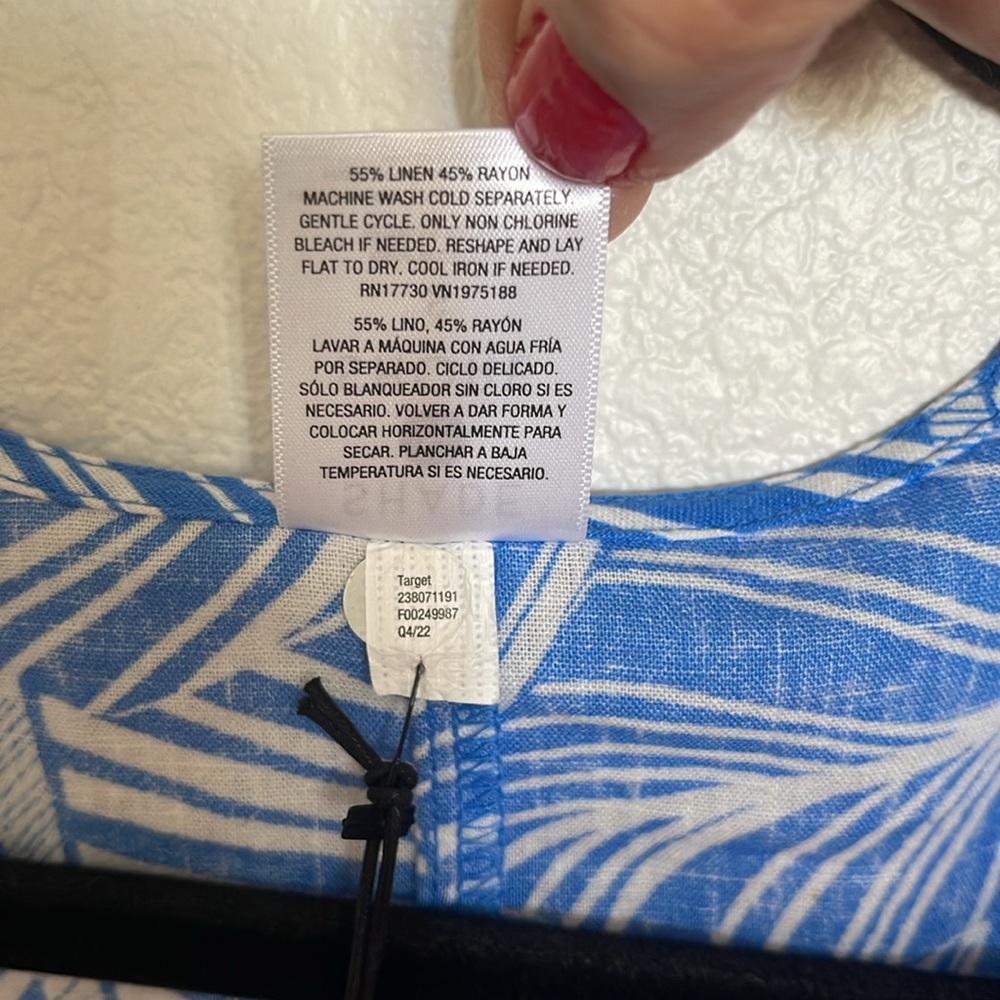 55% LINEN 45% RAYON
MACHINE WASH COLD SEPARATELY.
GENTLE CYCLE. ONLY NON CHLORINE
BLEACH IF NEEDED. RESHAPE AND LAY
FLAT TO DRY. COOL IRON IF NEEDED.
RN17730 VN1975188
55% LINO, 45% RAYÓN
LAVAR A MÁQUINA CON AGUA FRÍA
POR SEPARADO. CICLO DELICADO.
SÓLO BLANQUEADOR SIN CLORO SI ES
NECESARIO. VOLVER A DAR FORMA Y
COLOCAR HORIZONTALMENTE PARA
SECAR. PLANCHAR A BAJA
TEMPERATURA SI ES NECESARIO.
Target
238071191
F00249987
Q4/22